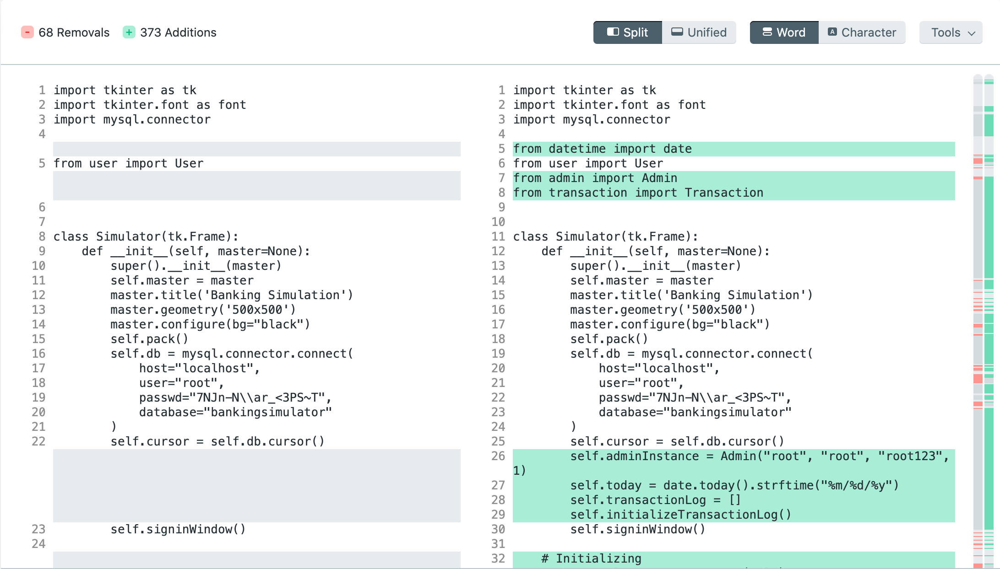 68 Removals 373 Additions Split Unified Word Character Tools
1 import tkinter as tk
2 import tkinter.font as font
3 import mysql.connector
4
5 from user import User
6
7
8 class Simulator(tk.Frame):
9     def __init__(self, master=None):
10         super().__init__(master)
11         self.master = master
12         master.title('Banking Simulation')
13         master.geometry('500x500')
14         master.configure(bg="black")
15         self.pack()
16         self.db = mysql.connector.connect(
17             host="localhost",
18             user="root",
19             passwd="7NJn-N\\ar_<3PS~T",
20             database="bankingsimulator"
21         )
22         self.cursor = self.db.cursor()
23         self.signinWindow()
24
1 import tkinter as tk
2 import tkinter.font as font
3 import mysql.connector
4
5 from datetime import date
6 from user import User
7 from admin import Admin
8 from transaction import Transaction
9
10
11 class Simulator(tk.Frame):
12     def __init__(self, master=None):
13         super().__init__(master)
14         self.master = master
15         master.title('Banking Simulation')
16         master.geometry('500x500')
17         master.configure(bg="black")
18         self.pack()
19         self.db = mysql.connector.connect(
20             host="localhost",
21             user="root",
22             passwd="7NJn-N\\ar_<3PS~T",
23             database="bankingsimulator"
24         )
25         self.cursor = self.db.cursor()
26         self.adminInstance = Admin("root", "root", "root123",
1)
27         self.today = date.today().strftime("%m/%d/%y")
28         self.transactionLog = []
29         self.initializeTransactionLog()
30         self.signinWindow()
31
32     # Initializing